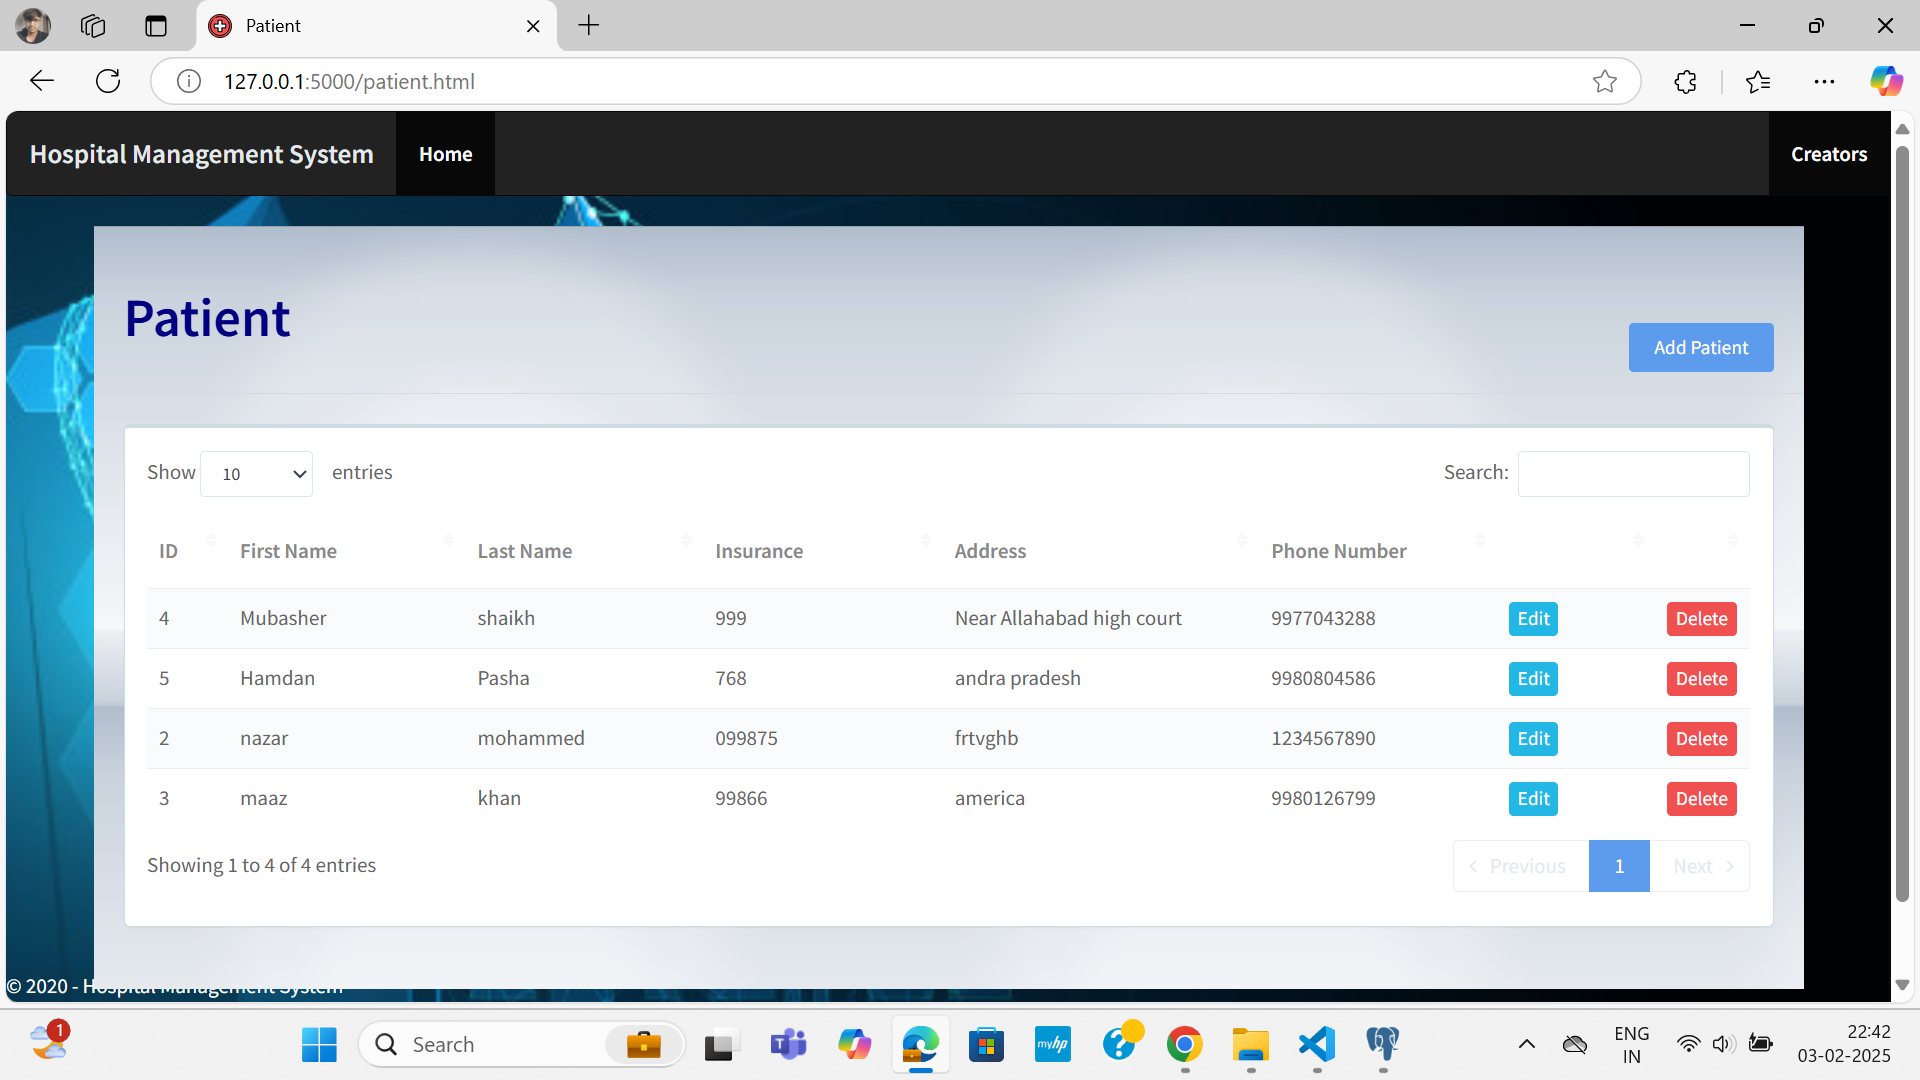 Patient
127.0.0.1:5000/patient.html
Hospital Management System Home Creators
Patient
Add Patient
Show 10 entries Search:
ID First Name Last Name Insurance Address Phone Number
4 Mubasher shaikh 999 Near Allahabad high court 9977043288 Edit Delete
5 Hamdan Pasha 768 andra pradesh 9980804586 Edit Delete
2 nazar mohammed 099875 frtvghb 1234567890 Edit Delete
3 maaz khan 99866 america 9980126799 Edit Delete
Showing 1 to 4 of 4 entries Previous 1 Next
© 2020 - Hospital Management System
1 Search myhp ENG 22:42
IN 03-02-2025